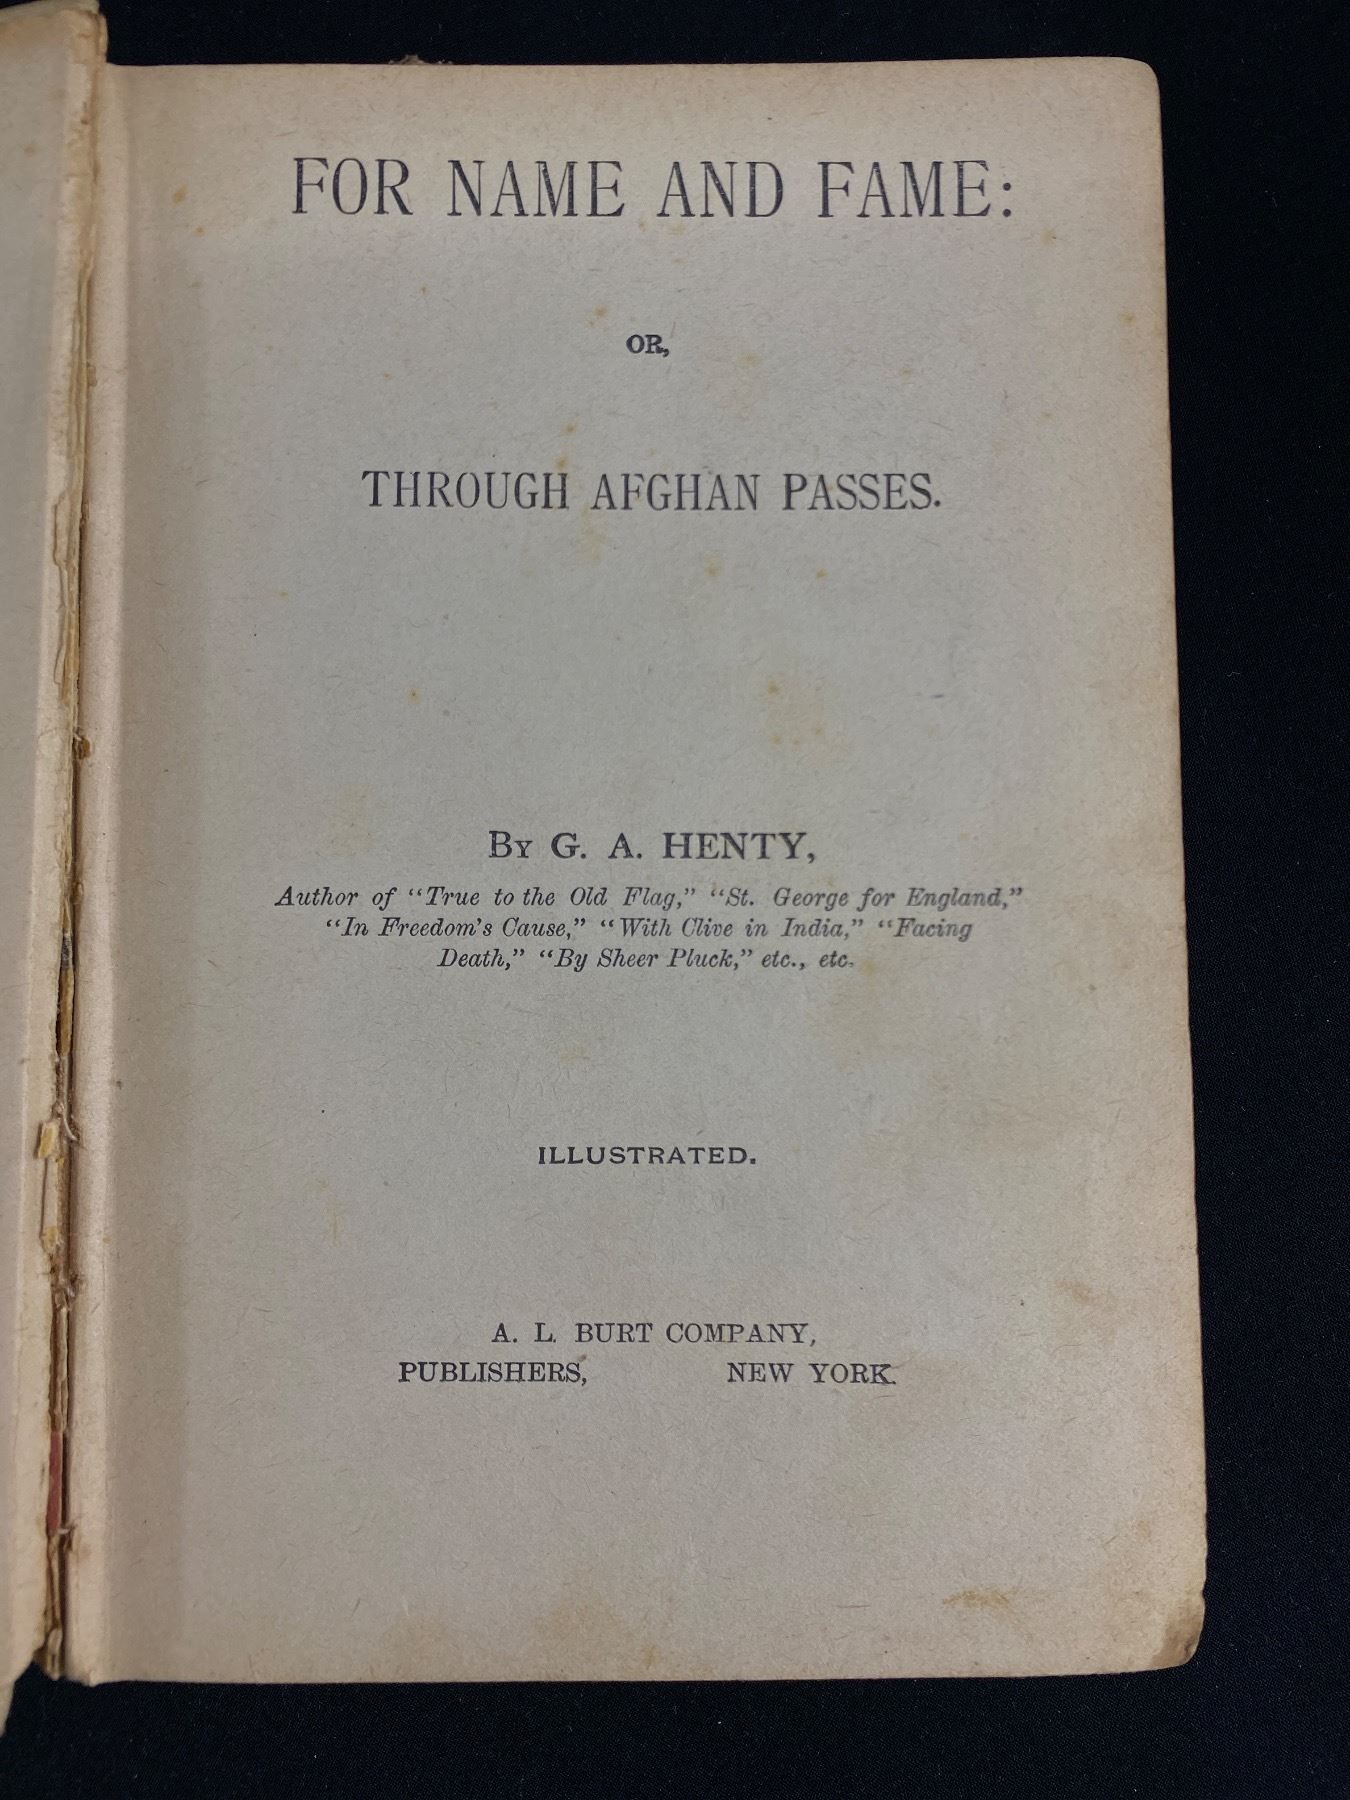 FOR NAME AND FAME:
OR,
THROUGH AFGHAN PASSES.
BY G. A. HENTY,
Author of “True to the Old Flag,” “St. George for England,”
“In Freedom's Cause,” “With Clive in India,” “Facing
Death,” “By Sheer Pluck,” etc., etc.
ILLUSTRATED.
A. L. BURT COMPANY,
PUBLISHERS, NEW YORK.